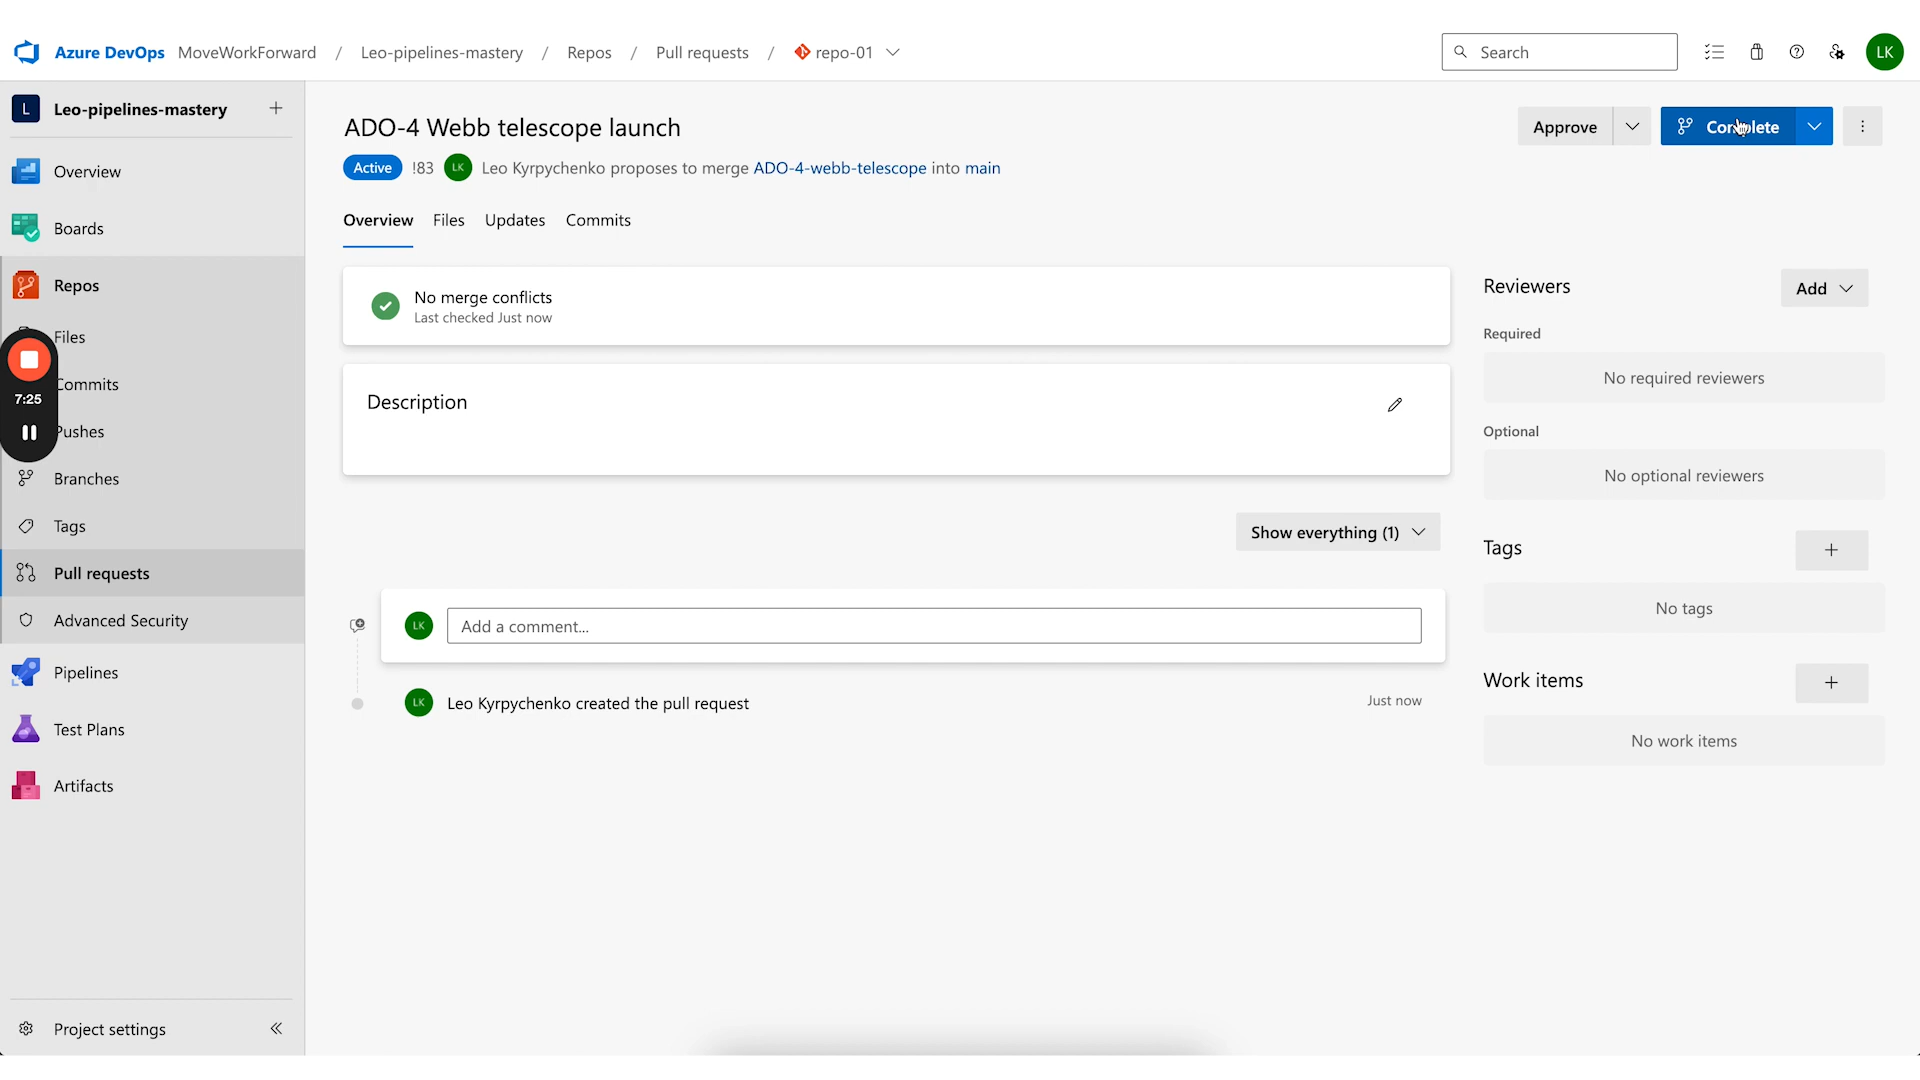 Azure DevOps MoveWorkForward / Leo-pipelines-mastery / Repos / Pull requests / repo-01
Search
LK
L Leo-pipelines-mastery
Overview
Boards
Repos
Files
Commits
Pushes
Branches
Tags
Pull requests
Advanced Security
Pipelines
Test Plans
Artifacts
Project settings
7:25
ADO-4 Webb telescope launch
Approve
Complete
Active !83 LK Leo Kyrpychenko proposes to merge ADO-4-webb-telescope into main
Overview Files Updates Commits
No merge conflicts
Last checked Just now
Description
Show everything (1)
LK Add a comment...
LK Leo Kyrpychenko created the pull request Just now
Reviewers
Add
Required
No required reviewers
Optional
No optional reviewers
Tags
No tags
Work items
No work items